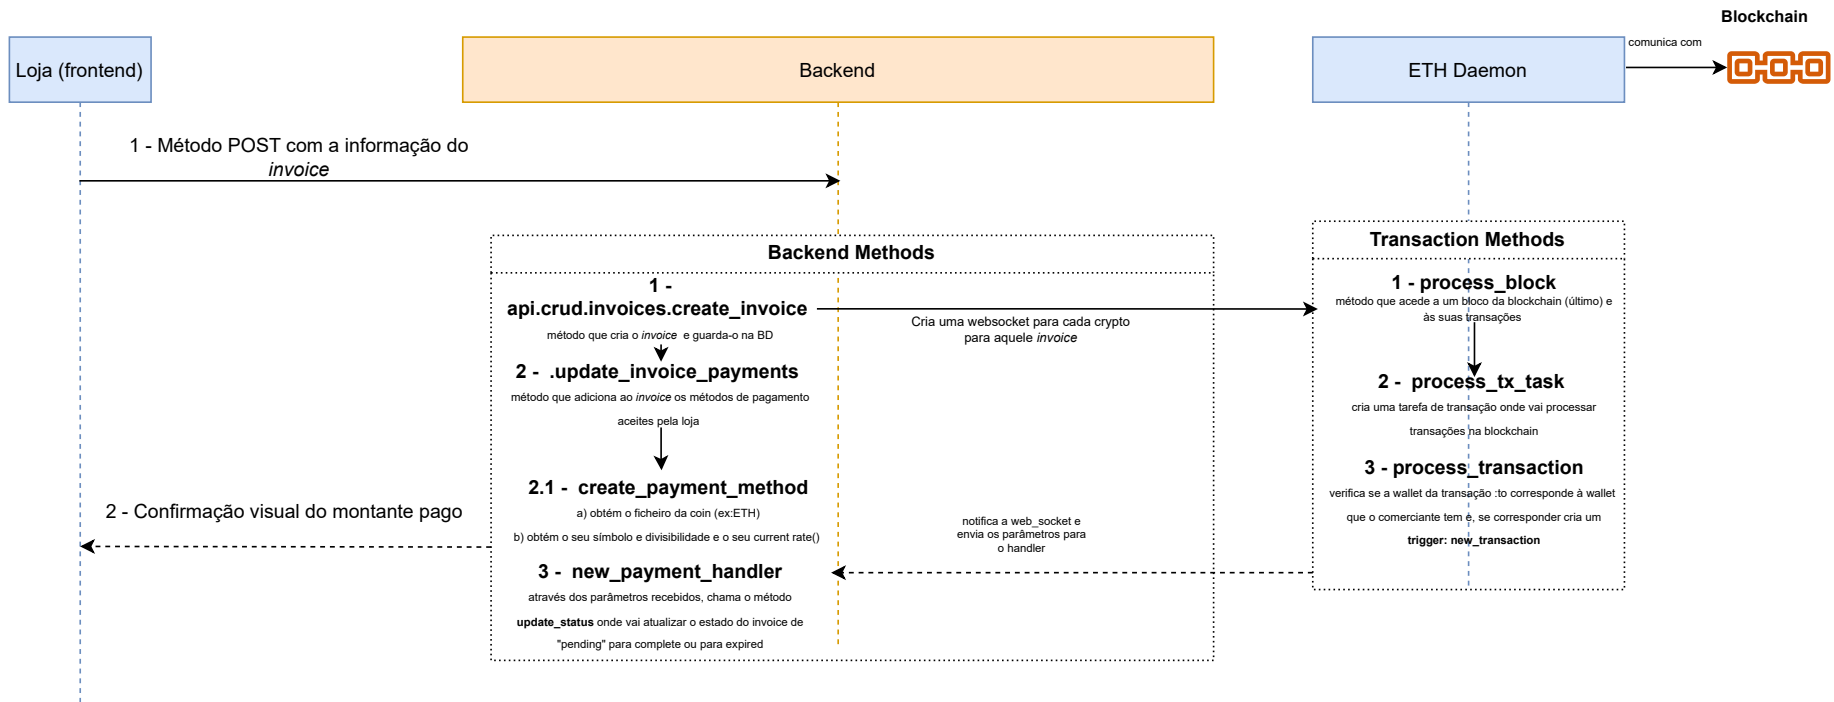 Blockchain
Loja (frontend)
Backend
ETH Daemon
comunica com
1 - Método POST com a informação do
invoice
Backend Methods
1 -
api.crud.invoices.create_invoice
método que cria o invoice e guarda-o na BD
2 - .update_invoice_payments
método que adiciona ao invoice os métodos de pagamento
aceites pela loja
2.1 - create_payment_method
a) obtém o ficheiro da coin (ex:ETH)
b) obtém o seu símbolo e divisibilidade e o seu current rate()
3 - new_payment_handler
através dos parâmetros recebidos, chama o método
update_status onde vai atualizar o estado do invoice de
"pending" para complete ou para expired
Cria uma websocket para cada crypto
para aquele invoice
Transaction Methods
1 - process_block
método que acede a um bloco da blockchain (último) e
às suas transações
2 - process_tx_task
cria uma tarefa de transação onde vai processar
transações na blockchain
3 - process_transaction
verifica se a wallet da transação :to corresponde à wallet
que o comerciante tem e, se corresponder cria um
trigger: new_transaction
notifica a web_socket e
envia os parâmetros para
o handler
2 - Confirmação visual do montante pago